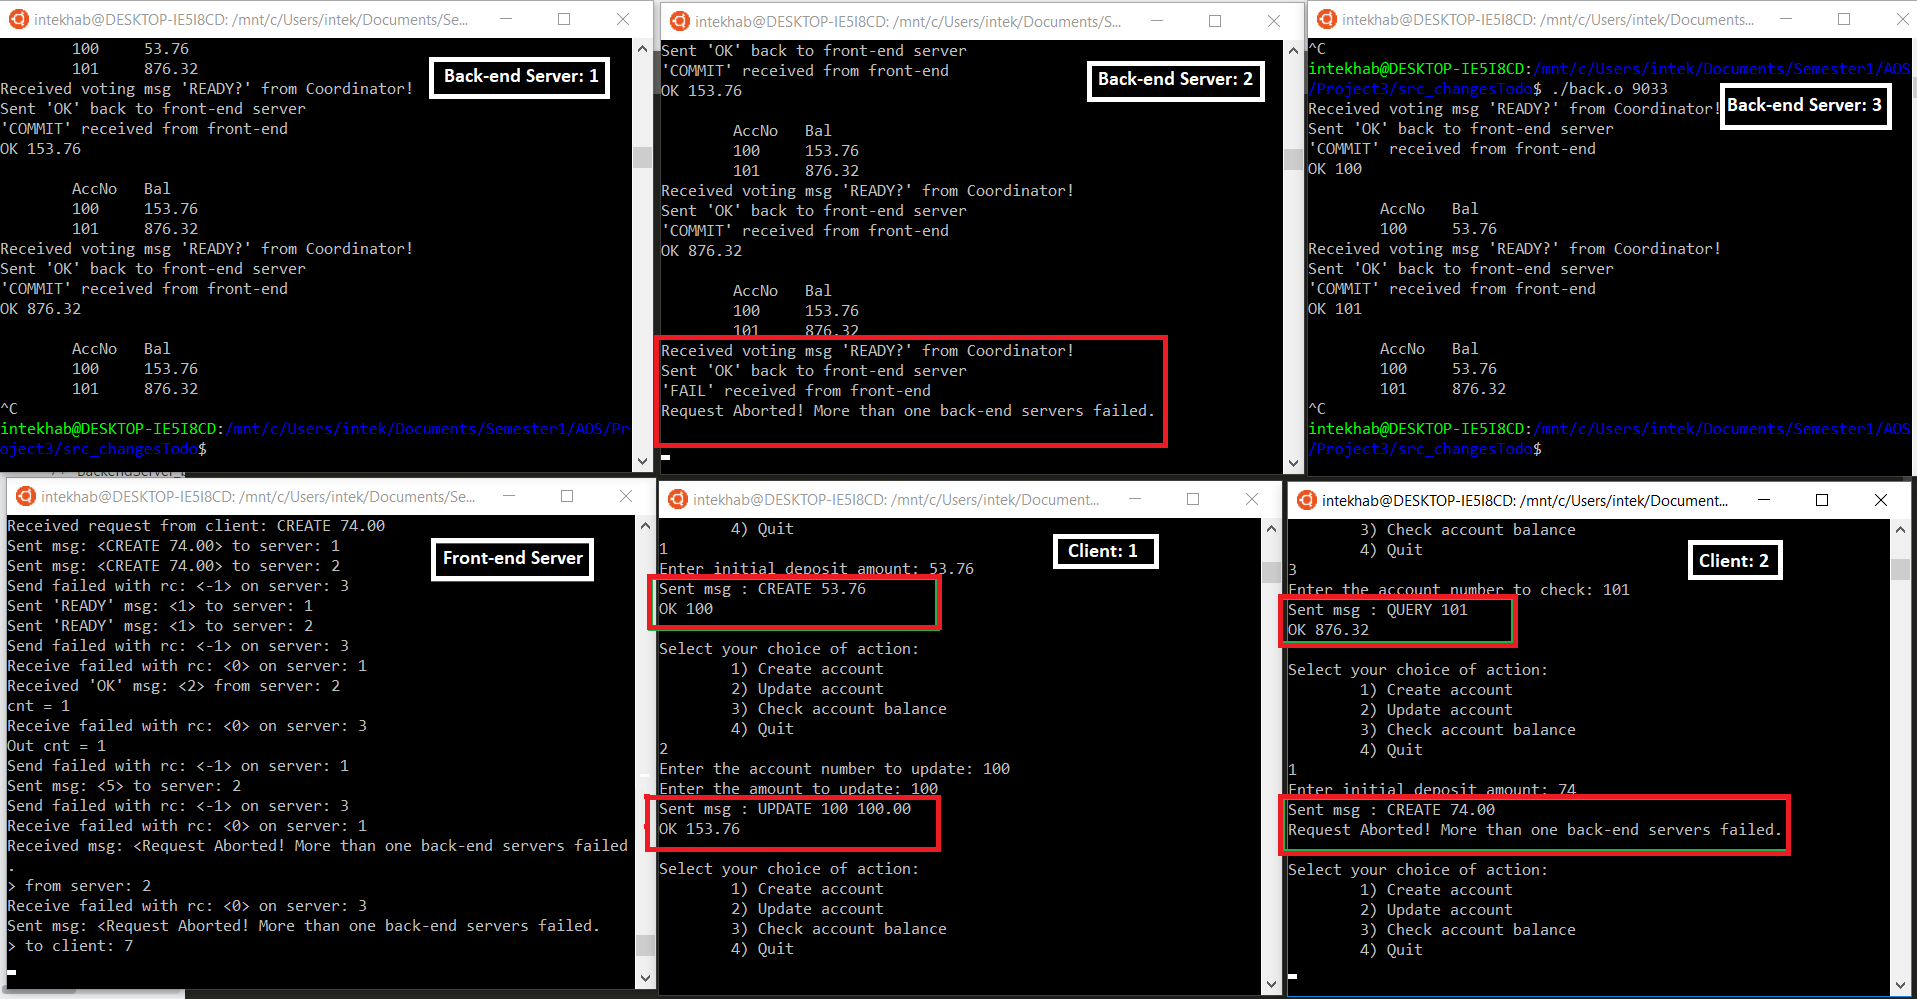 intekhab@DESKTOP-IE5I8CD: /mnt/c/Users/intek/Documents/Se...
100 53.76
101 876.32
Received voting msg 'READY?' from Coordinator!
Sent 'OK' back to front-end server
'COMMIT' received from front-end
OK 153.76
AccNo Bal
100 153.76
101 876.32
Received voting msg 'READY?' from Coordinator!
Sent 'OK' back to front-end server
'COMMIT' received from front-end
OK 876.32
AccNo Bal
100 153.76
101 876.32
^C
intekhab@DESKTOP-IE5I8CD:/mnt/c/Users/intek/Documents/Semester1/AOS/Pr
oject3/src_changesTodo$
Back-end Server: 1
intekhab@DESKTOP-IE5I8CD: /mnt/c/Users/intek/Documents/S...
Sent 'OK' back to front-end server
'COMMIT' received from front-end
OK 153.76
AccNo Bal
100 153.76
101 876.32
Received voting msg 'READY?' from Coordinator!
Sent 'OK' back to front-end server
'COMMIT' received from front-end
OK 876.32
AccNo Bal
100 153.76
101 876.32
Received voting msg 'READY?' from Coordinator!
Sent 'OK' back to front-end server
'FAIL' received from front-end
Request Aborted! More than one back-end servers failed.
Back-end Server: 2
intekhab@DESKTOP-IE5I8CD: /mnt/c/Users/intek/Documents...
^C
intekhab@DESKTOP-IE5I8CD:/mnt/c/Users/intek/Documents/Semester1/AOS
/Project3/src_changesTodo$ ./back.o 9033
Received voting msg 'READY?' from Coordinator!
Sent 'OK' back to front-end server
'COMMIT' received from front-end
OK 100
AccNo Bal
100 53.76
Received voting msg 'READY?' from Coordinator!
Sent 'OK' back to front-end server
'COMMIT' received from front-end
OK 101
AccNo Bal
100 53.76
101 876.32
^C
intekhab@DESKTOP-IE5I8CD:/mnt/c/Users/intek/Documents/Semester1/AOS
/Project3/src_changesTodo$
Back-end Server: 3
intekhab@DESKTOP-IE5I8CD: /mnt/c/Users/intek/Documents/Se...
Received request from client: CREATE 74.00
Sent msg: <CREATE 74.00> to server: 1
Sent msg: <CREATE 74.00> to server: 2
Send failed with rc: <-1> on server: 3
Sent 'READY' msg: <1> to server: 1
Sent 'READY' msg: <1> to server: 2
Send failed with rc: <-1> on server: 3
Receive failed with rc: <0> on server: 1
Received 'OK' msg: <2> from server: 2
cnt = 1
Receive failed with rc: <0> on server: 3
Out cnt = 1
Send failed with rc: <-1> on server: 1
Sent msg: <5> to server: 2
Send failed with rc: <-1> on server: 3
Receive failed with rc: <0> on server: 1
Received msg: <Request Aborted! More than one back-end servers failed
.
> from server: 2
Receive failed with rc: <0> on server: 3
Sent msg: <Request Aborted! More than one back-end servers failed.
> to client: 7
Front-end Server
intekhab@DESKTOP-IE5I8CD: /mnt/c/Users/intek/Document...
4) Quit
1
Enter initial deposit amount: 53.76
Sent msg : CREATE 53.76
OK 100
Select your choice of action:
1) Create account
2) Update account
3) Check account balance
4) Quit
2
Enter the account number to update: 100
Enter the amount to update: 100
Sent msg : UPDATE 100 100.00
OK 153.76
Select your choice of action:
1) Create account
2) Update account
3) Check account balance
4) Quit
Client: 1
intekhab@DESKTOP-IE5I8CD: /mnt/c/Users/intek/Document...
3) Check account balance
4) Quit
3
Enter the account number to check: 101
Sent msg : QUERY 101
OK 876.32
Select your choice of action:
1) Create account
2) Update account
3) Check account balance
4) Quit
1
Enter initial deposit amount: 74
Sent msg : CREATE 74.00
Request Aborted! More than one back-end servers failed.
Select your choice of action:
1) Create account
2) Update account
3) Check account balance
4) Quit
Client: 2